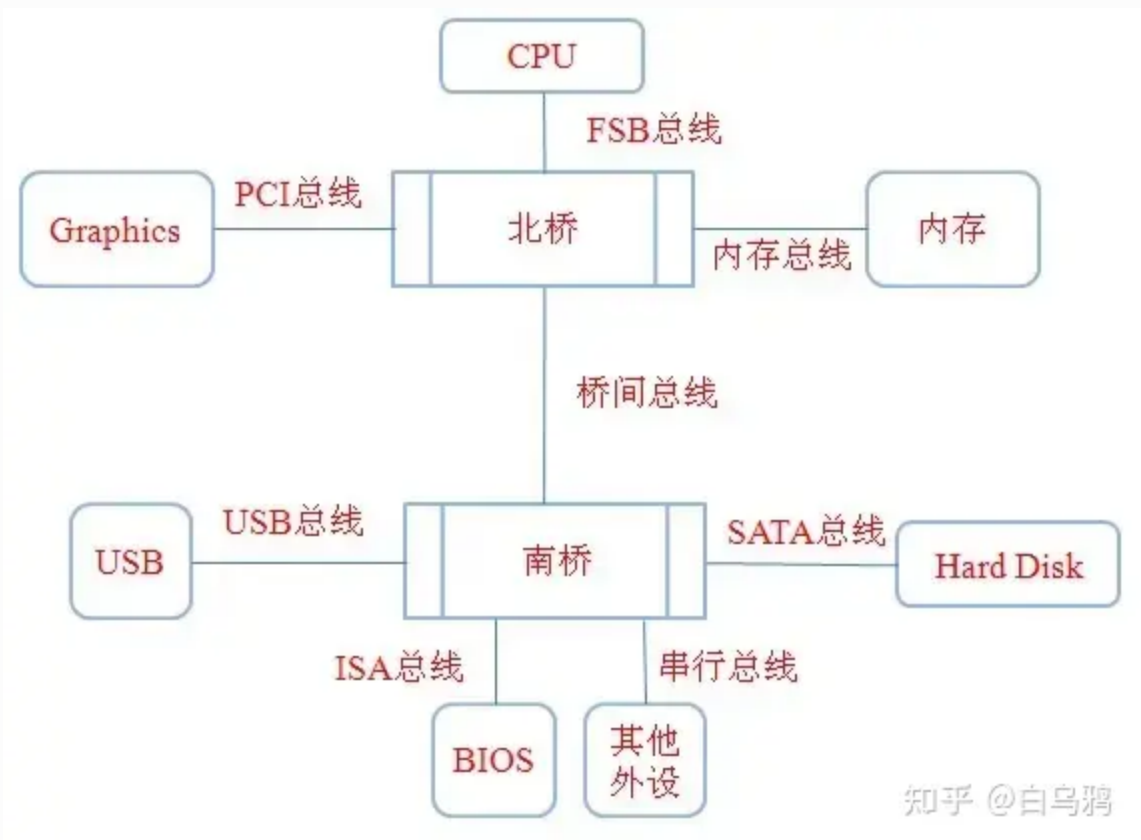 CPU
FSB总线
PCI总线
Graphics
北桥
内存
内存总线
桥间总线
USB总线
SATA总线
USB
南桥
Hard Disk
ISA总线
串行总线
BIOS
其他
外设
知乎 @白乌鸦